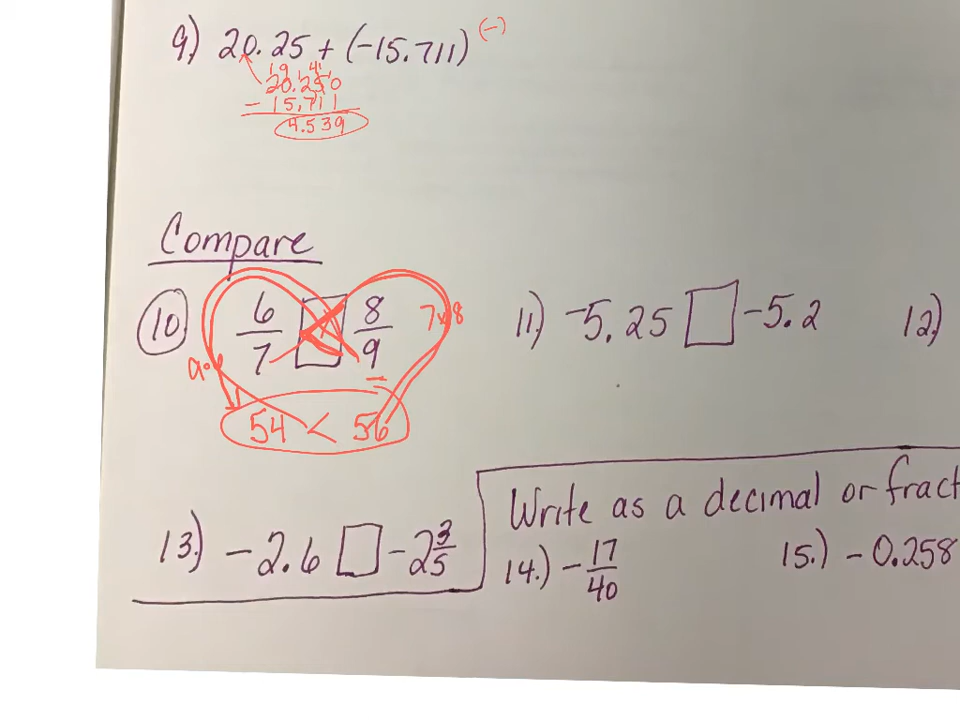 9.) 20.25 + (-15.711) (-)
20.250
- 15.711
4.539
Compare
10 6/7 < 8/9 7x8
54 < 56
11.) -5.25 □ -5.2
12.)
13.) -2.6 □ -2 3/5
Write as a decimal or fract
14.) -17/40
15.) -0.258